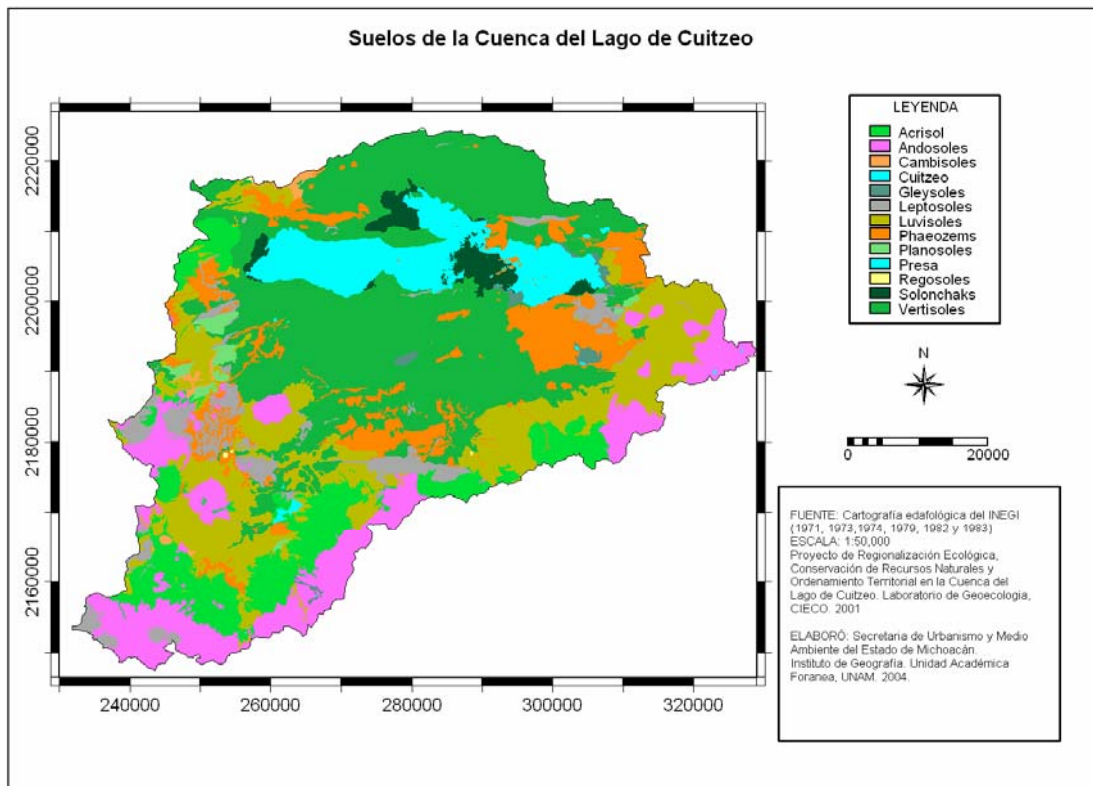 Suelos de la Cuenca del Lago de Cuitzeo
LEYENDA
Acrisol
Andosoles
Cambisoles
Cuitzeo
Gleysoles
Leptosoles
Luvisoles
Phaeozems
Planosoles
Presa
Regosoles
Solonchaks
Vertisoles
N
0 20000
2220000
2200000
2180000
2160000
240000 260000 280000 300000 320000
FUENTE: Cartografía edafológica del INEGI
(1971, 1973,1974, 1979, 1982 y 1983)
ESCALA: 1:50,000
Proyecto de Regionalización Ecológica,
Conservación de Recursos Naturales y
Ordenamiento Territorial en la Cuenca del
Lago de Cuitzeo. Laboratorio de Geoecología,
CIECO. 2001
ELABORÓ: Secretaria de Urbanismo y Medio
Ambiente del Estado de Michoacán.
Instituto de Geografía. Unidad Académica
Foranea, UNAM. 2004.